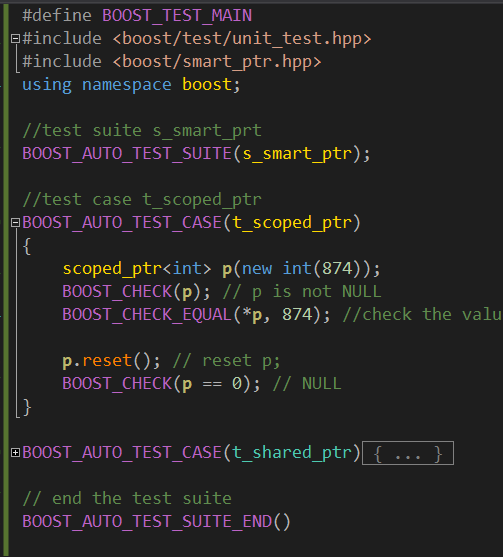 #define BOOST_TEST_MAIN
#include <boost/test/unit_test.hpp>
#include <boost/smart_ptr.hpp>
using namespace boost;
//test suite s_smart_prt
BOOST_AUTO_TEST_SUITE(s_smart_ptr);
//test case t_scoped_ptr
BOOST_AUTO_TEST_CASE(t_scoped_ptr)
{
scoped_ptr<int> p(new int(874));
BOOST_CHECK(p); // p is not NULL
BOOST_CHECK_EQUAL(*p, 874); //check the valu
p.reset(); // reset p;
BOOST_CHECK(p == 0); // NULL
}
BOOST_AUTO_TEST_CASE(t_shared_ptr) { ... }
// end the test suite
BOOST_AUTO_TEST_SUITE_END()